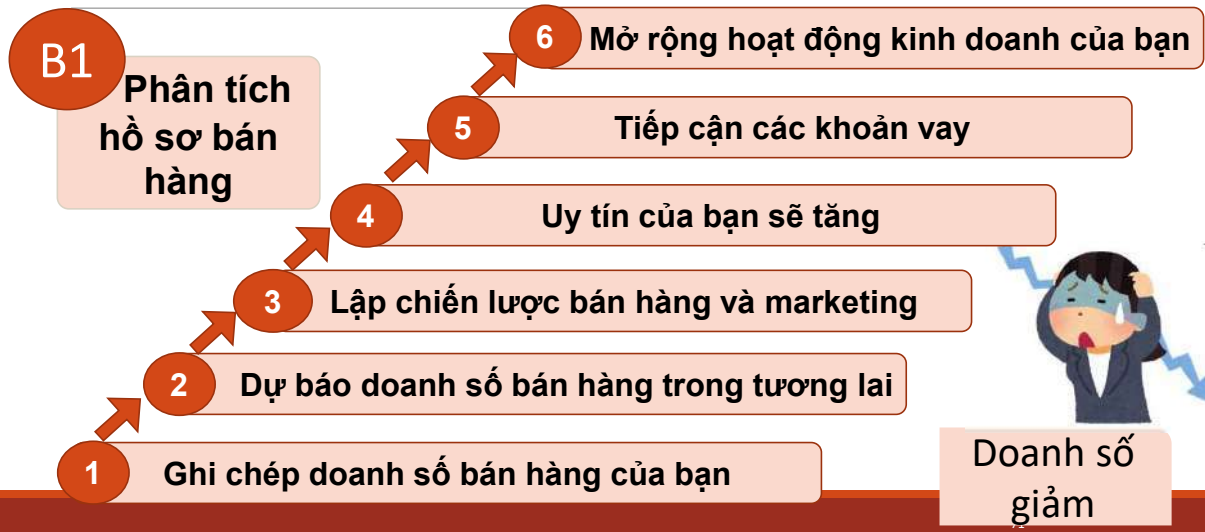 B1
Phân tích
hồ sơ bán
hàng
6 Mở rộng hoạt động kinh doanh của bạn
5 Tiếp cận các khoản vay
4 Uy tín của bạn sẽ tăng
3 Lập chiến lược bán hàng và marketing
2 Dự báo doanh số bán hàng trong tương lai
1 Ghi chép doanh số bán hàng của bạn
Doanh số
giảm